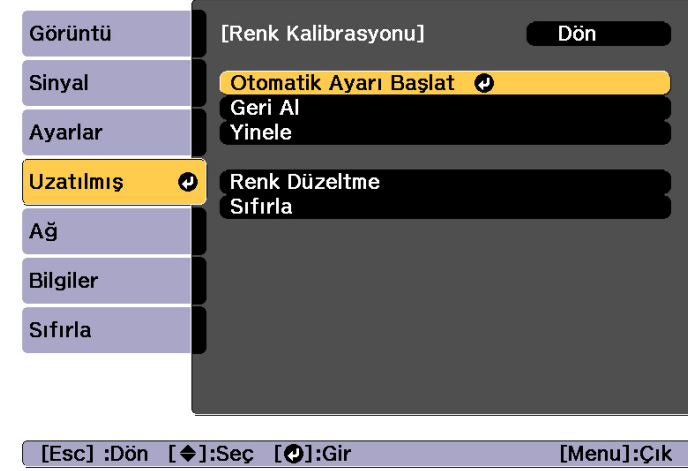 Görüntü
Sinyal
Ayarlar
Uzatılmış
Ağ
Bilgiler
Sıfırla
[Renk Kalibrasyonu] Dön
Otomatik Ayarı Başlat
Geri Al
Yinele
Renk Düzeltme
Sıfırla
[Esc] :Dön [◆]:Seç [↵]:Gir [Menu]:Çık